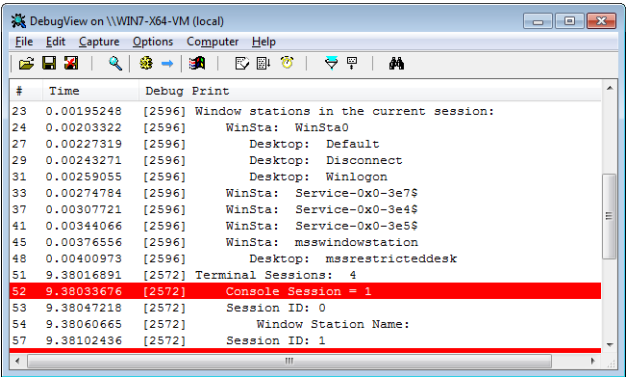 DebugView on \\WIN7-X64-VM (local)
File Edit Capture Options Computer Help
# Time Debug Print
23 0.00195248 [2596] Window stations in the current session:
24 0.00203322 [2596] WinSta: WinSta0
27 0.00227319 [2596] Desktop: Default
29 0.00243271 [2596] Desktop: Disconnect
31 0.00259055 [2596] Desktop: Winlogon
33 0.00274784 [2596] WinSta: Service-0x0-3e7$
37 0.00307721 [2596] WinSta: Service-0x0-3e4$
41 0.00344066 [2596] WinSta: Service-0x0-3e5$
45 0.00376556 [2596] WinSta: msswindowstation
48 0.00400973 [2596] Desktop: mssrestricteddesk
51 9.38016891 [2572] Terminal Sessions: 4
52 9.38033676 [2572] Console Session = 1
53 9.38047218 [2572] Session ID: 0
54 9.38060665 [2572] Window Station Name:
57 9.38102436 [2572] Session ID: 1